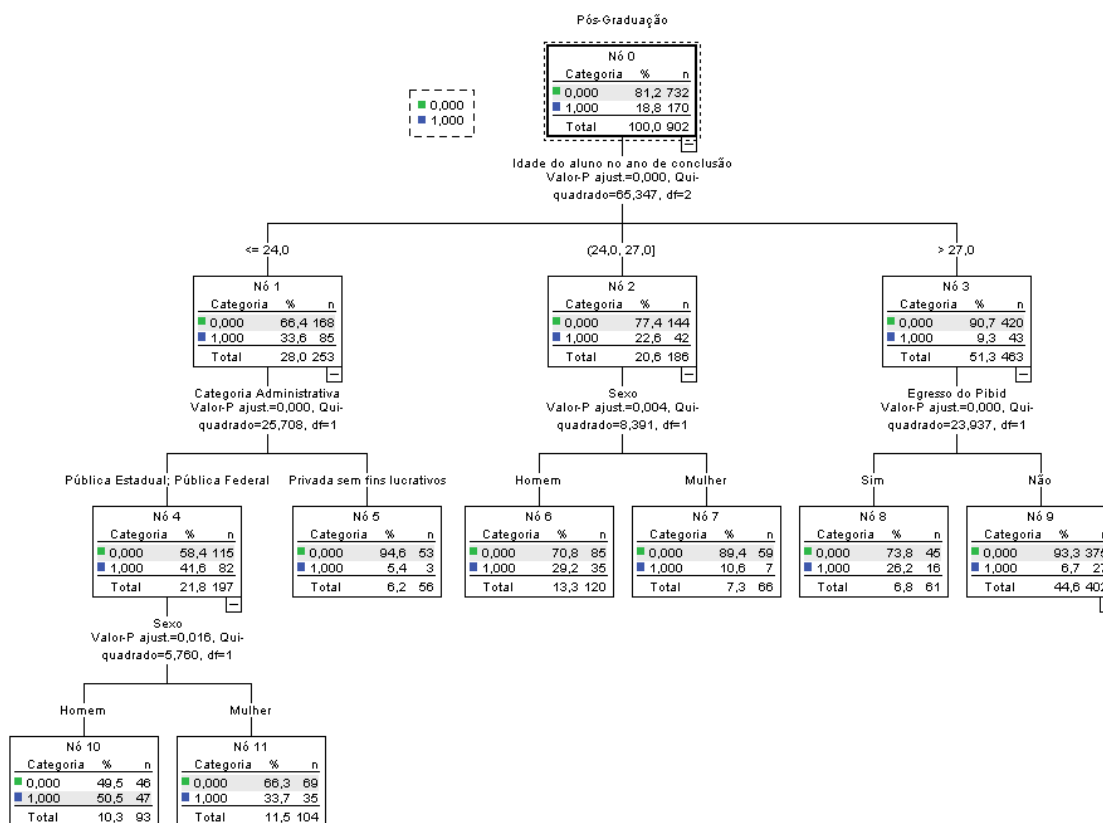 Pós-Graduação
Nó 0
Categoria % n
0,000 81,2 732
1,000 18,8 170
Total 100,0 902
0,000
1,000
Idade do aluno no ano de conclusão
Valor-P ajust.=0,000, Qui-
quadrado=65,347, df=2
<= 24,0
(24,0, 27,0]
> 27,0
Nó 1
Categoria % n
0,000 66,4 168
1,000 33,6 85
Total 28,0 253
Nó 2
Categoria % n
0,000 77,4 144
1,000 22,6 42
Total 20,6 186
Nó 3
Categoria % n
0,000 90,7 420
1,000 9,3 43
Total 51,3 463
Categoria Administrativa
Valor-P ajust.=0,000, Qui-
quadrado=25,708, df=1
Sexo
Valor-P ajust.=0,004, Qui-
quadrado=8,391, df=1
Egresso do Pibid
Valor-P ajust.=0,000, Qui-
quadrado=23,937, df=1
Pública Estadual; Pública Federal
Privada sem fins lucrativos
Homem
Mulher
Sim
Não
Nó 4
Categoria % n
0,000 58,4 115
1,000 41,6 82
Total 21,8 197
Nó 5
Categoria % n
0,000 94,6 53
1,000 5,4 3
Total 6,2 56
Nó 6
Categoria % n
0,000 70,8 85
1,000 29,2 35
Total 13,3 120
Nó 7
Categoria % n
0,000 89,4 59
1,000 10,6 7
Total 7,3 66
Nó 8
Categoria % n
0,000 73,8 45
1,000 26,2 16
Total 6,8 61
Nó 9
Categoria % n
0,000 93,3 375
1,000 6,7 27
Total 44,6 402
Sexo
Valor-P ajust.=0,016, Qui-
quadrado=5,760, df=1
Homem
Mulher
Nó 10
Categoria % n
0,000 49,5 46
1,000 50,5 47
Total 10,3 93
Nó 11
Categoria % n
0,000 66,3 69
1,000 33,7 35
Total 11,5 104